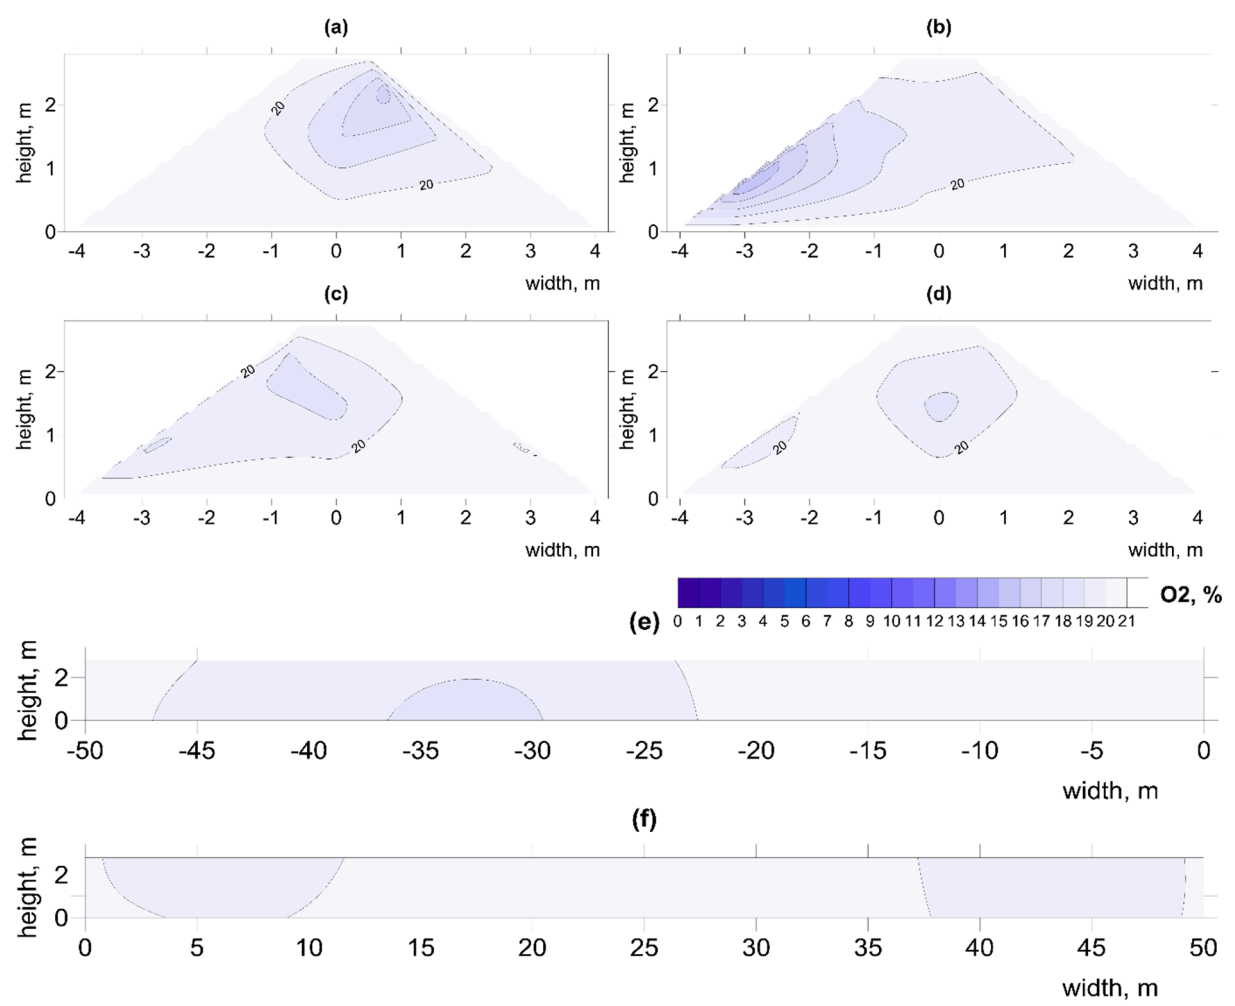 (a)
(b)
height, m
2
1
0
20
20
-4 -3 -2 -1 0 1 2 3 4
width, m
height, m
2
1
0
20
-4 -3 -2 -1 0 1 2 3 4
width, m
(c)
(d)
height, m
2
1
0
20
20
-4 -3 -2 -1 0 1 2 3 4
width, m
height, m
2
1
0
20
20
-4 -3 -2 -1 0 1 2 3 4
width, m
O2, %
0 1 2 3 4 5 6 7 8 9 10 11 12 13 14 15 16 17 18 19 20 21
(e)
height, m
2
0
-50 -45 -40 -35 -30 -25 -20 -15 -10 -5 0
width, m
(f)
height, m
2
0
0 5 10 15 20 25 30 35 40 45 50
width, m